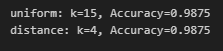 uniform: k=15, Accuracy=0.9875
distance: k=4, Accuracy=0.9875